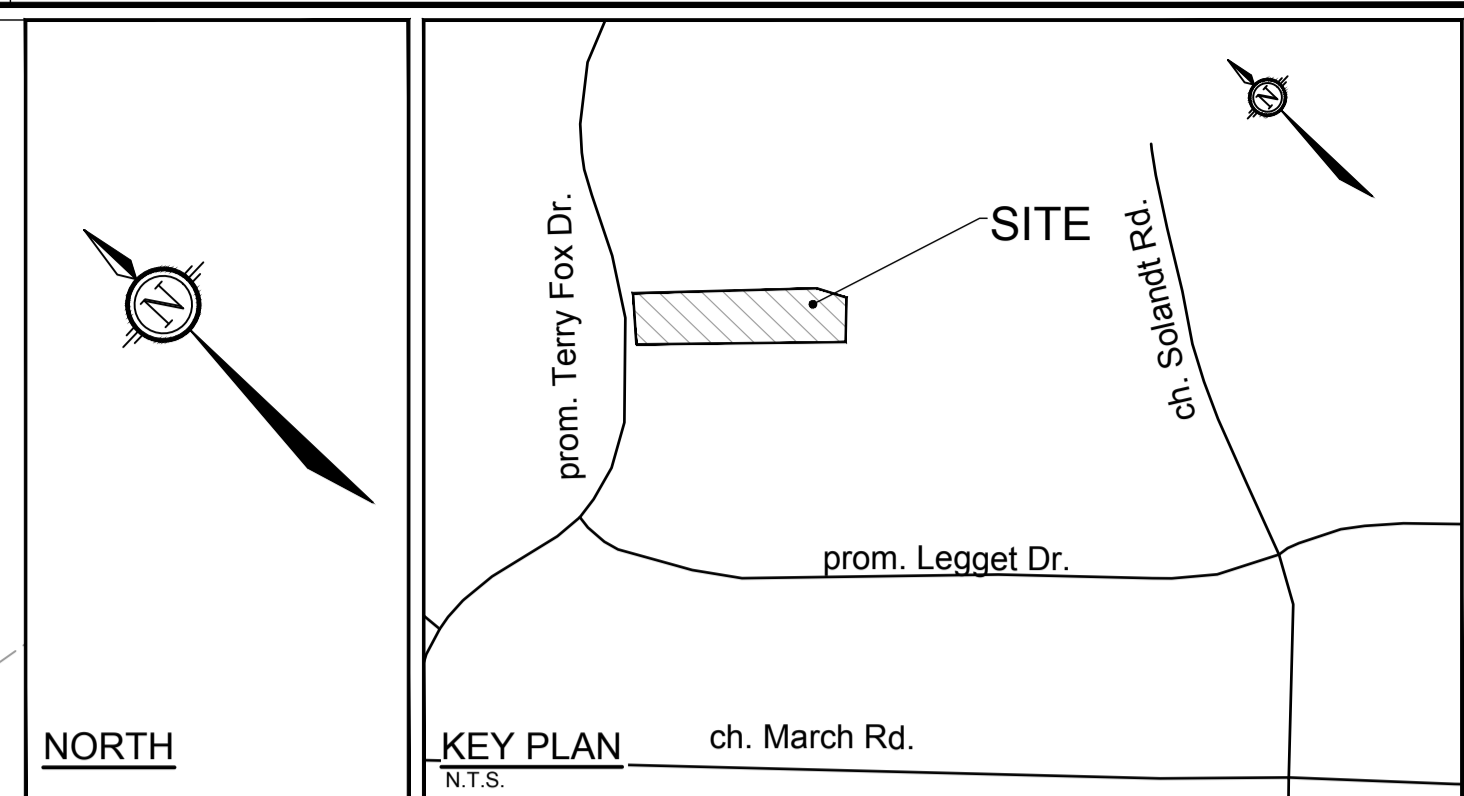 N
NORTH
N
SITE
prom. Terry Fox Dr.
ch. Solandt Rd.
prom. Legget Dr.
ch. March Rd.
KEY PLAN
N.T.S.